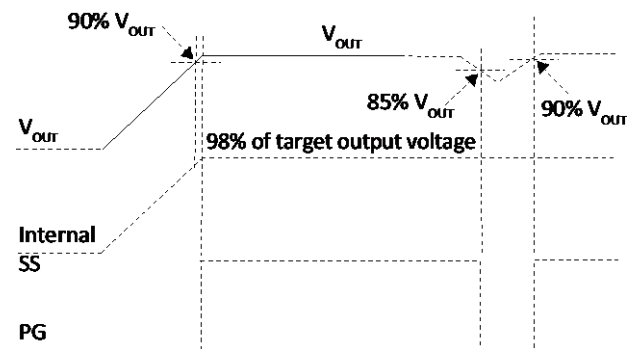 90% VOUT
VOUT
85% VOUT
90% VOUT
VOUT
98% of target output voltage
Internal
SS
PG